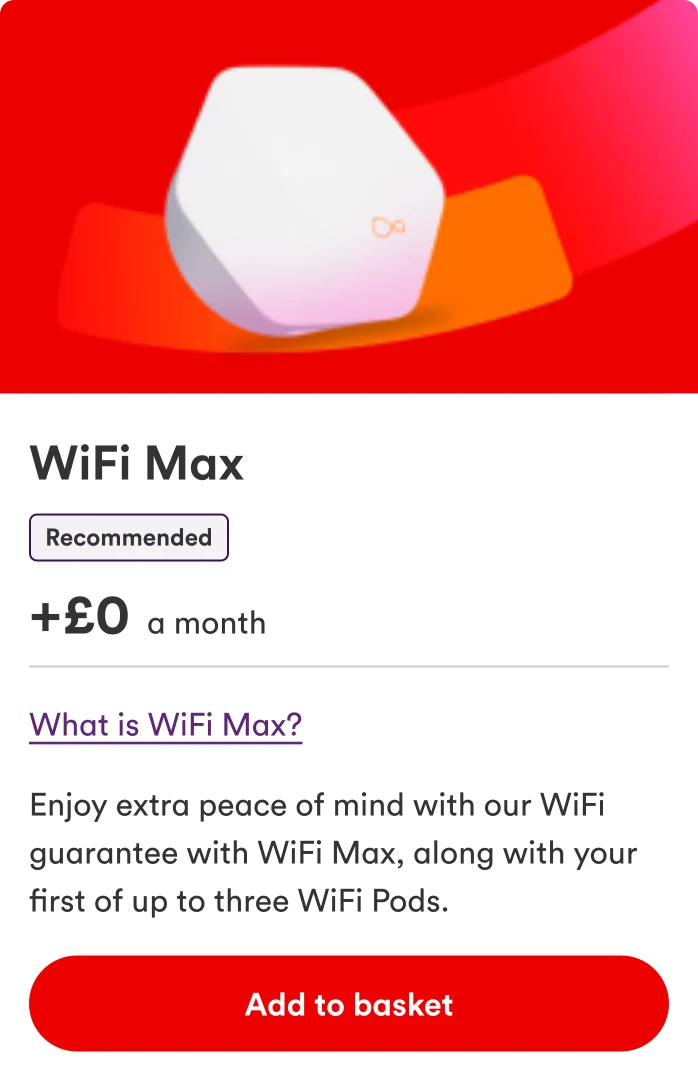 WiFi Max
Recommended
+£0 a month
What is WiFi Max?
Enjoy extra peace of mind with our WiFi
guarantee with WiFi Max, along with your
first of up to three WiFi Pods.
Add to basket